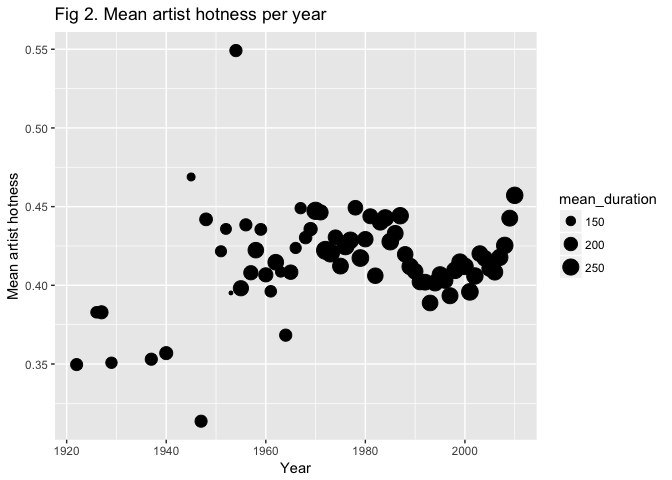 Fig 2. Mean artist hotness per year
0.55
0.50
0.45
0.40
0.35
Mean artist hotness
1920 1940 1960 1980 2000
Year
mean_duration
150
200
250